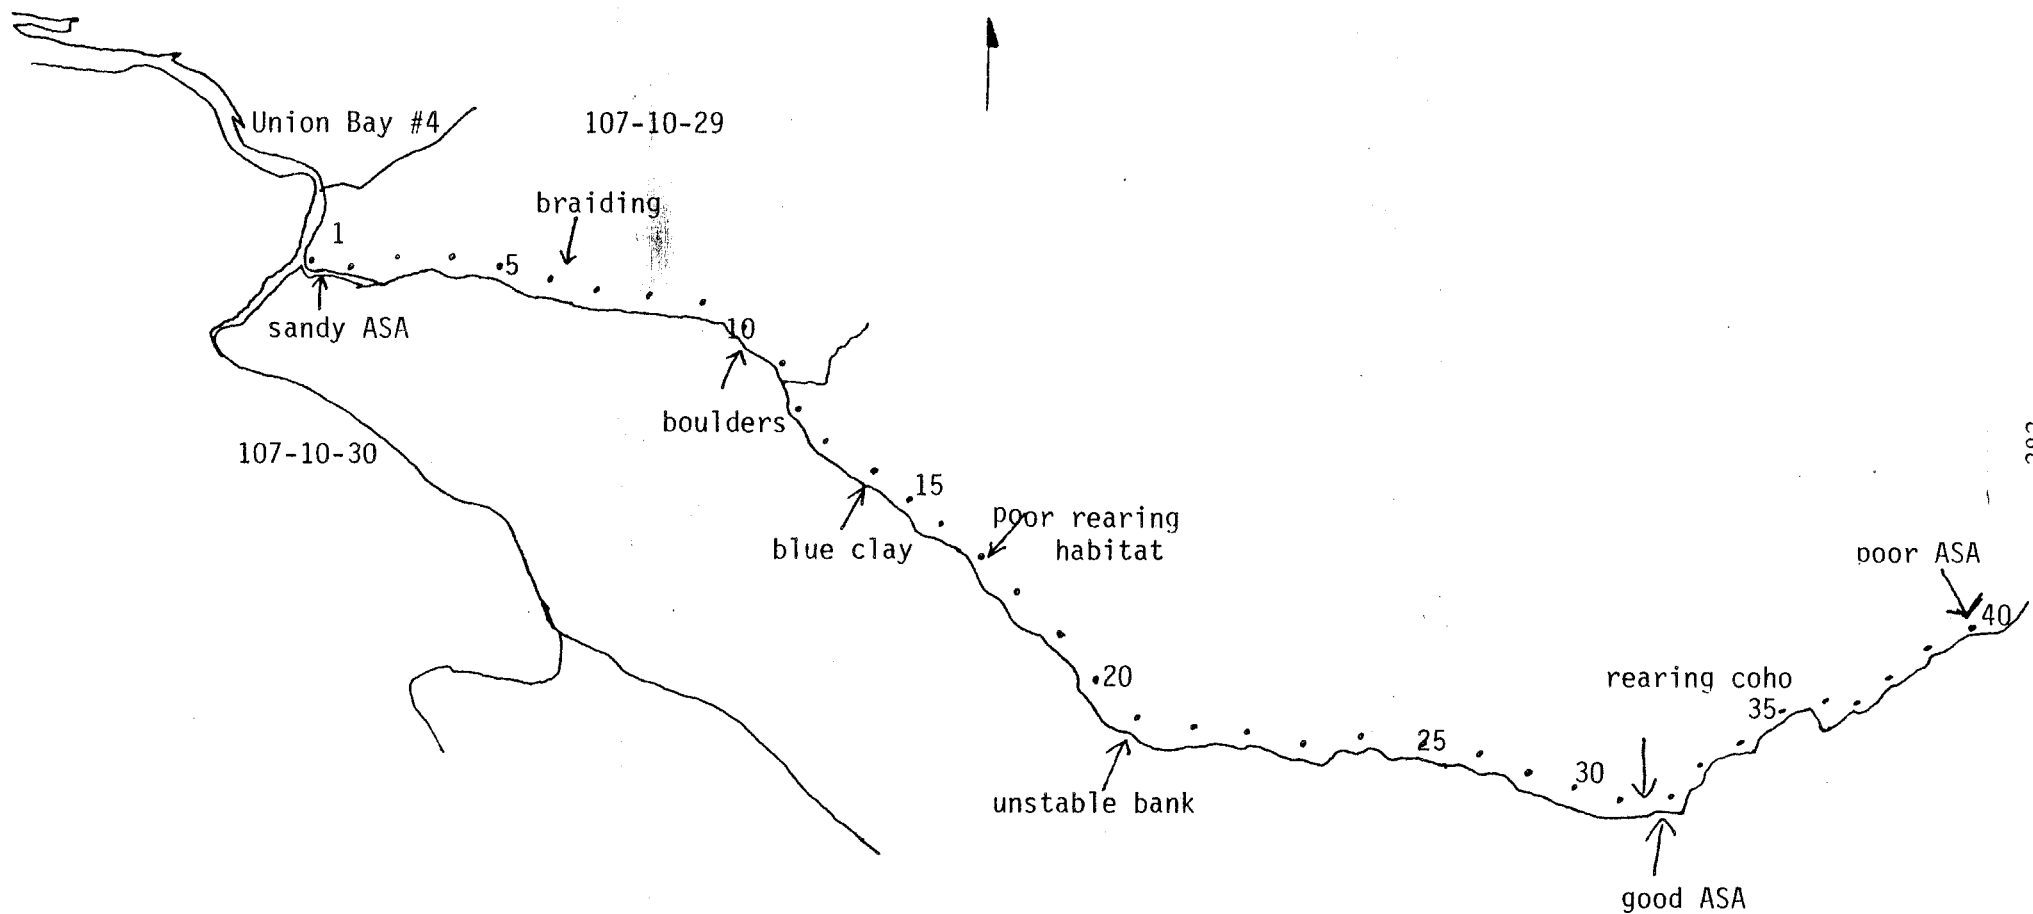 Union Bay #4
107-10-29
braiding
1
5
sandy ASA
10
boulders
107-10-30
15
poor rearing
habitat
blue clay
poor ASA
40
20
rearing coho
35
25
30
unstable bank
good ASA